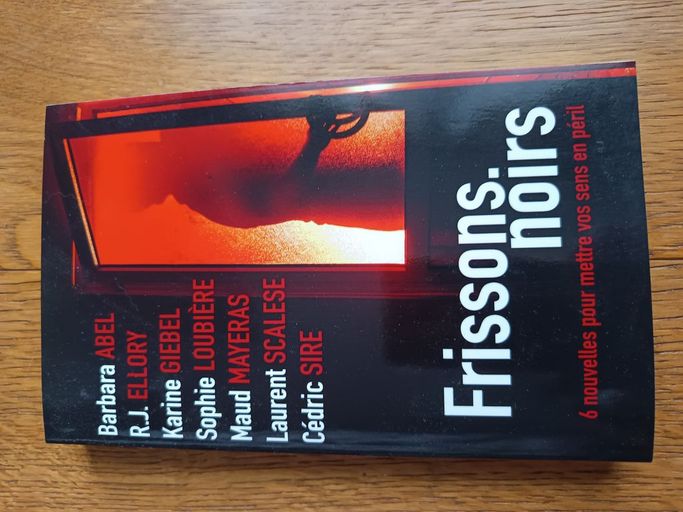 Barbara ABEL
R.J. ELLORY
Karine GIEBEL
Sophie LOUBIÈRE
Maud MAYERAS
Laurent SCALESE
Cédric SIRE
Frissons
noirs
6 nouvelles pour mettre vos sens en péril